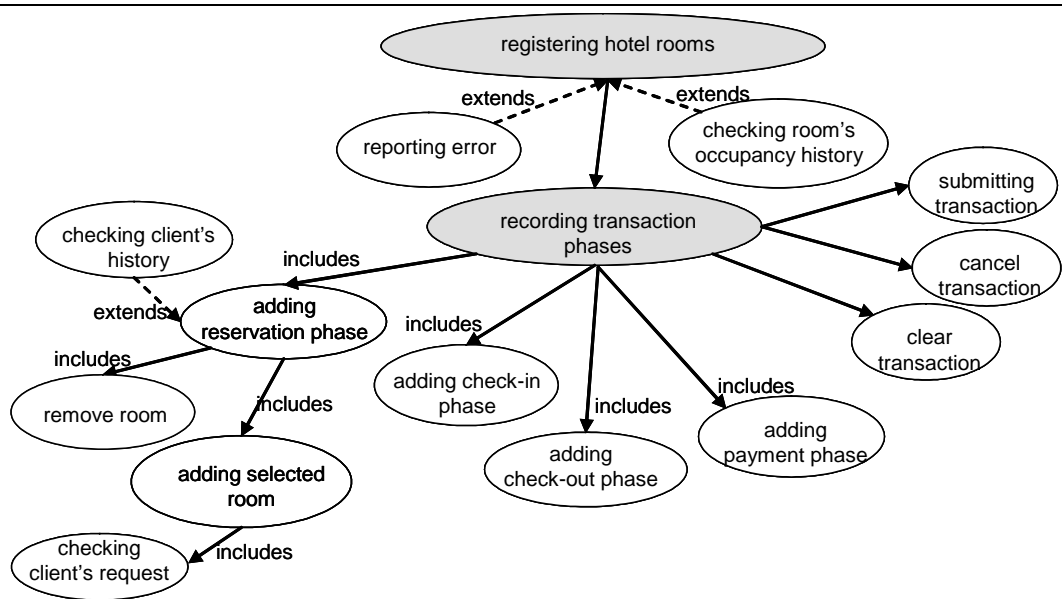 registering hotel rooms
extends
extends
reporting error
checking room's
occupancy history
submitting
transaction
recording transaction
phases
checking client's
history
includes
cancel
transaction
extends
adding
reservation phase
includes
clear
transaction
includes
adding check-in
phase
remove room
includes
includes
includes
adding
check-out phase
adding
payment phase
adding selected
room
checking
client's request
includes